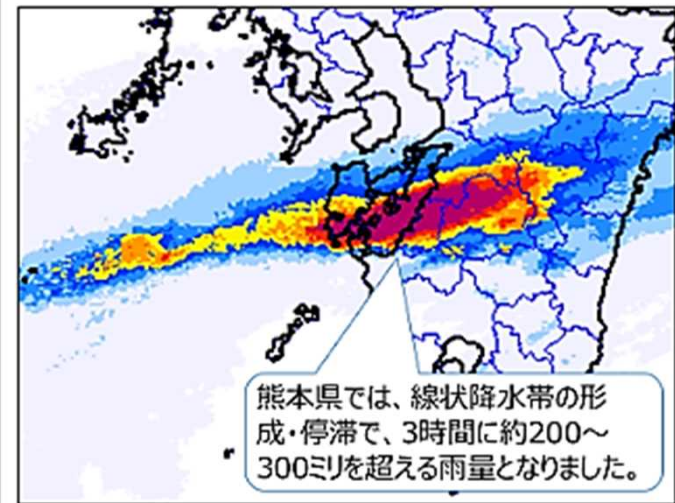 熊本県では、線状降水帯の形
成・停滞で、3時間に約200～
300ミリを超える雨量となりました。